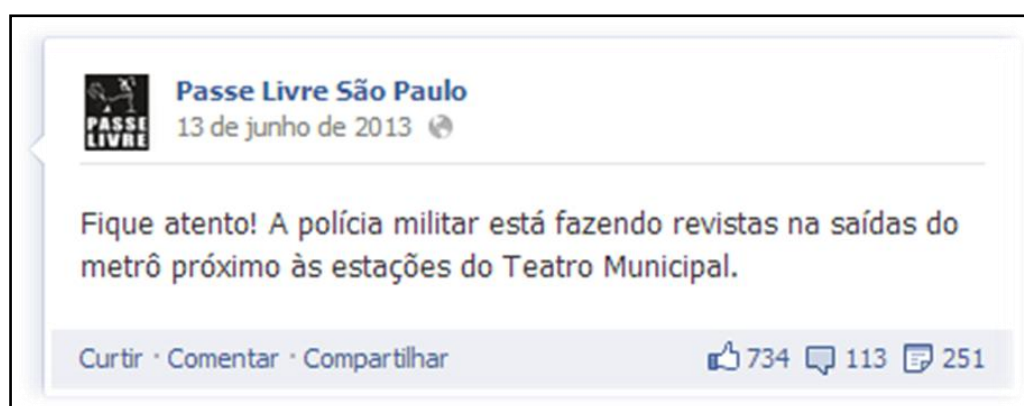 PASSE
LIVRE
Passe Livre São Paulo
13 de junho de 2013
Fique atento! A polícia militar está fazendo revistas na saídas do
metrô próximo às estações do Teatro Municipal.
Curtir · Comentar · Compartilhar 734 113 251